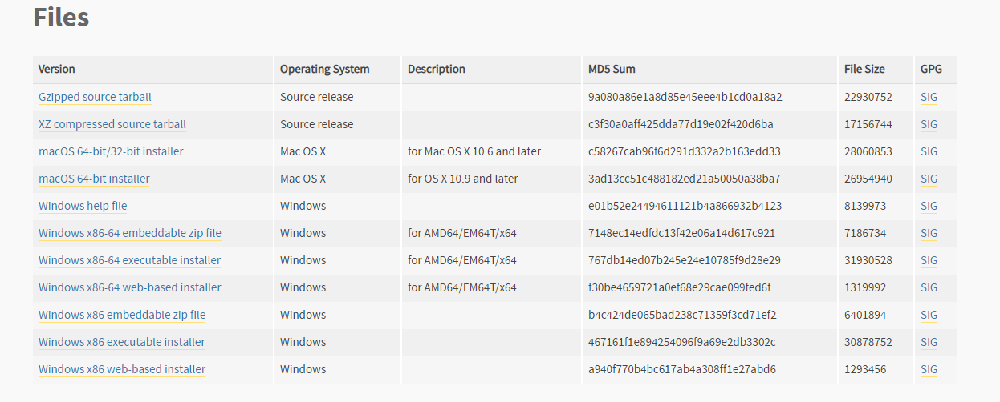 Files
Version Operating System Description MD5 Sum File Size GPG
Gzipped source tarball Source release 9a080a86e1a8d85e45eee4b1cd0a18a2 22930752 SIG
XZ compressed source tarball Source release c3f30a0aff425dda77d19e02f420d6ba 17156744 SIG
macOS 64-bit/32-bit installer Mac OS X for Mac OS X 10.6 and later c58267cab96f6d291d332a2b163edd33 28060853 SIG
macOS 64-bit installer Mac OS X for OS X 10.9 and later 3ad13cc51c488182ed21a50050a38ba7 26954940 SIG
Windows help file Windows e01b52e24494611121b4a866932b4123 8139973 SIG
Windows x86-64 embeddable zip file Windows for AMD64/EM64T/x64 7148ec14edfdc13f42e06a14d617c921 7186734 SIG
Windows x86-64 executable installer Windows for AMD64/EM64T/x64 767db14ed07b245e24e10785f9d28e29 31930528 SIG
Windows x86-64 web-based installer Windows for AMD64/EM64T/x64 f30be4659721a0ef68e29cae099fed6f 1319992 SIG
Windows x86 embeddable zip file Windows b4c424de065bad238c71359f3cd71ef2 6401894 SIG
Windows x86 executable installer Windows 467161f1e894254096f9a69e2db3302c 30878752 SIG
Windows x86 web-based installer Windows a940f770b4bc617ab4a308ff1e27abd6 1293456 SIG